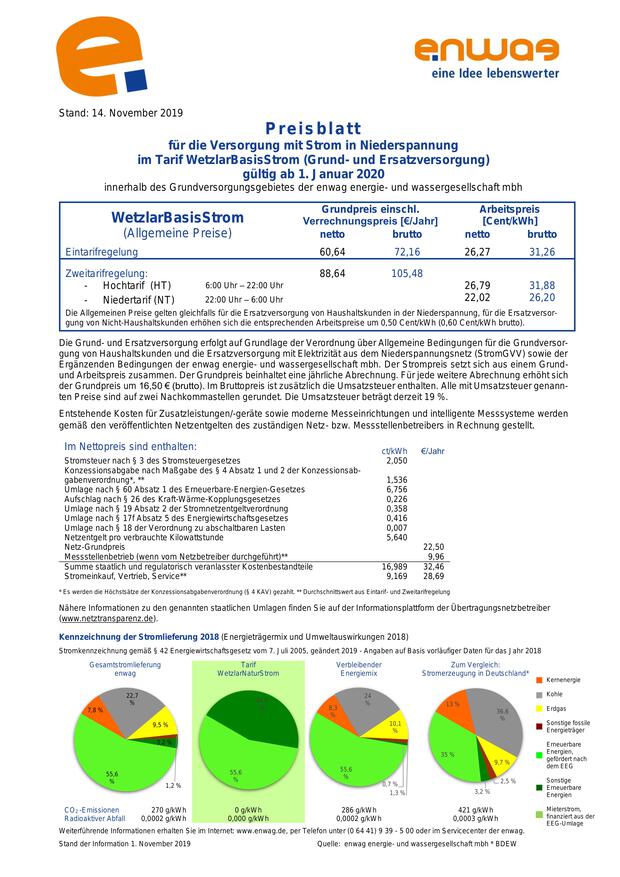 e.
enwag
eine Idee lebenswerter
Stand: 14. November 2019
Preisblatt
für die Versorgung mit Strom in Niederspannung
im Tarif WetzlarBasisStrom (Grund- und Ersatzversorgung)
gültig ab 1. Januar 2020
innerhalb des Grundversorgungsgebietes der enwag energie- und wassergesellschaft mbh
WetzlarBasisStrom
(Allgemeine Preise)
Grundpreis einschl. Verrechnungspreis [€/Jahr]
Arbeitspreis [Cent/kWh]
netto brutto netto brutto
Eintarifregelung 60,64 72,16 26,27 31,26
Zweitarifregelung: 88,64 105,48
- Hochtarif (HT) 6:00 Uhr – 22:00 Uhr 26,79 31,88
- Niedertarif (NT) 22:00 Uhr – 6:00 Uhr 22,02 26,20
Die Allgemeinen Preise gelten gleichfalls für die Ersatzversorgung von Haushaltskunden in der Niederspannung, für die Ersatzversor-
gung von Nicht-Haushaltskunden erhöhen sich die entsprechenden Arbeitspreise um 0,50 Cent/kWh (0,60 Cent/kWh brutto).
Die Grund- und Ersatzversorgung erfolgt auf Grundlage der Verordnung über Allgemeine Bedingungen für die Grundversor-
gung von Haushaltskunden und die Ersatzversorgung mit Elektrizität aus dem Niederspannungsnetz (StromGVV) sowie der
Ergänzenden Bedingungen der enwag energie- und wassergesellschaft mbh. Der Strompreis setzt sich aus einem Grund-
und Arbeitspreis zusammen. Der Grundpreis beinhaltet eine jährliche Abrechnung. Für jede weitere Abrechnung erhöht sich
der Grundpreis um 16,50 € (brutto). Im Bruttopreis ist zusätzlich die Umsatzsteuer enthalten. Alle mit Umsatzsteuer genann-
ten Preise sind auf zwei Nachkommastellen gerundet. Die Umsatzsteuer beträgt derzeit 19 %.
Entstehende Kosten für Zusatzleistungen/-geräte sowie moderne Messeinrichtungen und intelligente Messsysteme werden
gemäß den veröffentlichten Netzentgelten des zuständigen Netz- bzw. Messstellenbetreibers in Rechnung gestellt.
Im Nettopreis sind enthalten: ct/kWh €/Jahr
Stromsteuer nach § 3 des Stromsteuergesetzes 2,050
Konzessionsabgabe nach Maßgabe des § 4 Absatz 1 und 2 der Konzessionsab-
gabenverordnung*, ** 1,536
Umlage nach § 60 Absatz 1 des Erneuerbare-Energien-Gesetzes 6,756
Aufschlag nach § 26 des Kraft-Wärme-Kopplungsgesetzes 0,226
Umlage nach § 19 Absatz 2 der Stromnetzentgeltverordnung 0,358
Umlage nach § 17f Absatz 5 des Energiewirtschaftsgesetzes 0,416
Umlage nach § 18 der Verordnung zu abschaltbaren Lasten 0,007
Netzentgelt pro verbrauchte Kilowattstunde 5,640
Netz-Grundpreis 22,50
Messstellenbetrieb (wenn vom Netzbetreiber durchgeführt)** 9,96
Summe staatlich und regulatorisch veranlasster Kostenbestandteile 16,989 32,46
Stromeinkauf, Vertrieb, Service** 9,169 28,69
* Es werden die Höchstsätze der Konzessionsabgabenverordnung (§ 4 KAV) gezahlt. ** Durchschnittswert aus Eintarif- und Zweitarifregelung
Nähere Informationen zu den genannten staatlichen Umlagen finden Sie auf der Informationsplattform der Übertragungsnetzbetreiber
(www.netztransparenz.de).
Kennzeichnung der Stromlieferung 2018 (Energieträgermix und Umweltauswirkungen 2018)
Stromkennzeichnung gemäß § 42 Energiewirtschaftsgesetz vom 7. Juli 2005, geändert 2019 - Angaben auf Basis vorläufiger Daten für das Jahr 2018
Gesamtstromlieferung
enwag
7,8 %
22,7
%
9,5 %
55,6
%
1,2 %
Tarif
WetzlarNaturStrom
55,6
%
Verbleibender
Energiemix
8,3
%
24
%
10,1
%
55,6
%
0,7 %
1,3 %
Zum Vergleich:
Stromerzeugung in Deutschland*
13 %
36,6
%
35 %
9,7 %
2,5 %
3,2 %
Kernenergie
Kohle
Erdgas
Sonstige fossile
Energieträger
Erneuerbare
Energien,
gefördert nach
dem EEG
Sonstige
Erneuerbare
Energien
Mieterstrom,
finanziert aus der
EEG-Umlage
CO₂-Emissionen 270 g/kWh 0 g/kWh 286 g/kWh 421 g/kWh
Radioaktiver Abfall 0,0002 g/kWh 0,000 g/kWh 0,0002 g/kWh 0,0003 g/kWh
Weiterführende Informationen erhalten Sie im Internet: www.enwag.de, per Telefon unter (0 64 41) 9 39 - 5 00 oder im Servicecenter der enwag.
Stand der Information 1. November 2019 Quelle: enwag energie- und wassergesellschaft mbh * BDEW